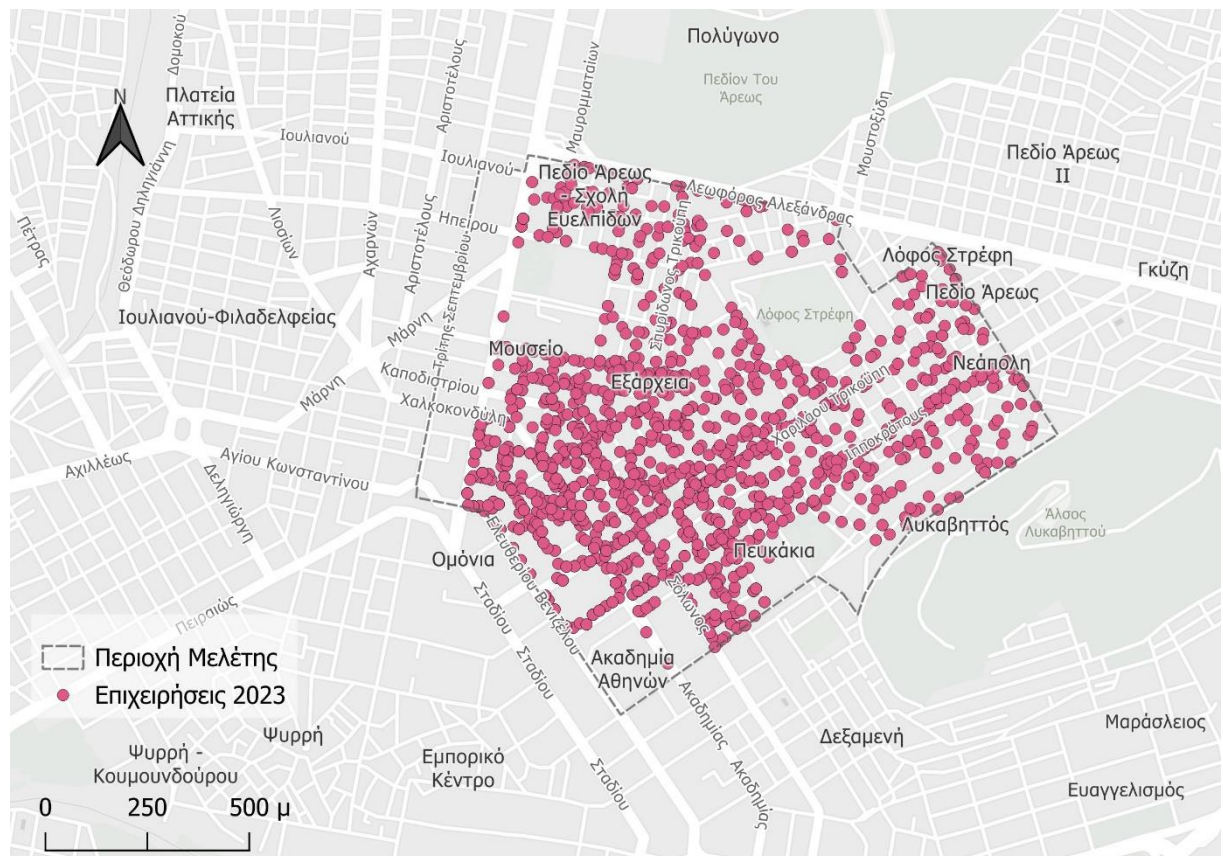 Πολύγωνο
Πεδίον Του
Άρεως
Δομοκού
Αριστοτέλους
Μαυρομματαίων
Μουστοξύδη
N
Πλατεία
Αττικής
Ιουλιανού
Ιουλιανού
Πεδίο Άρεως
- Σχολή
Ευελπίδων
Λεωφόρος Αλεξάνδρας
Πεδίο Άρεως
II
Θεόδωρου Δηληγιάννη
Λιοσίων
Αχαρνών
Αριστοτέλους
Ηπείρου
Τρίτης Σεπτεμβρίου
Σπυρίδωνος Τρικούπη
Πέτρας
Λόφος Στρέφη
Πεδίο Άρεως
Γκύζη
Λόφος Στρέφη
Ιουλιανού-Φιλαδελφείας
Μάρνη
Μάρνη
Μουσείο
Καποδιστρίου
Χαλκοκονδύλη
Εξάρχεια
Νεάπολη
Χαριλάου Τρικούπη
Ιπποκράτους
Αχιλλέως
Αγίου Κωνσταντίνου
Δεληγιώργη
Άλσος
Λυκαβηττού
Λυκαβηττός
Ομόνια
Ελευθερίου Βενιζέλου
Πευκάκια
Σόλωνος
Πειραιώς
Σταδίου
Σταδίου
Σταδίου
Ακαδημία
Αθηνών
Ακαδημίας
Ακαδημίας
Περιοχή Μελέτης
Επιχειρήσεις 2023
Ψυρρή -
Κουμουνδούρου
Ψυρρή
Εμπορικό
Κέντρο
Δεξαμενή
Μαράσλειος
Ευαγγελισμός
0 250 500 μ